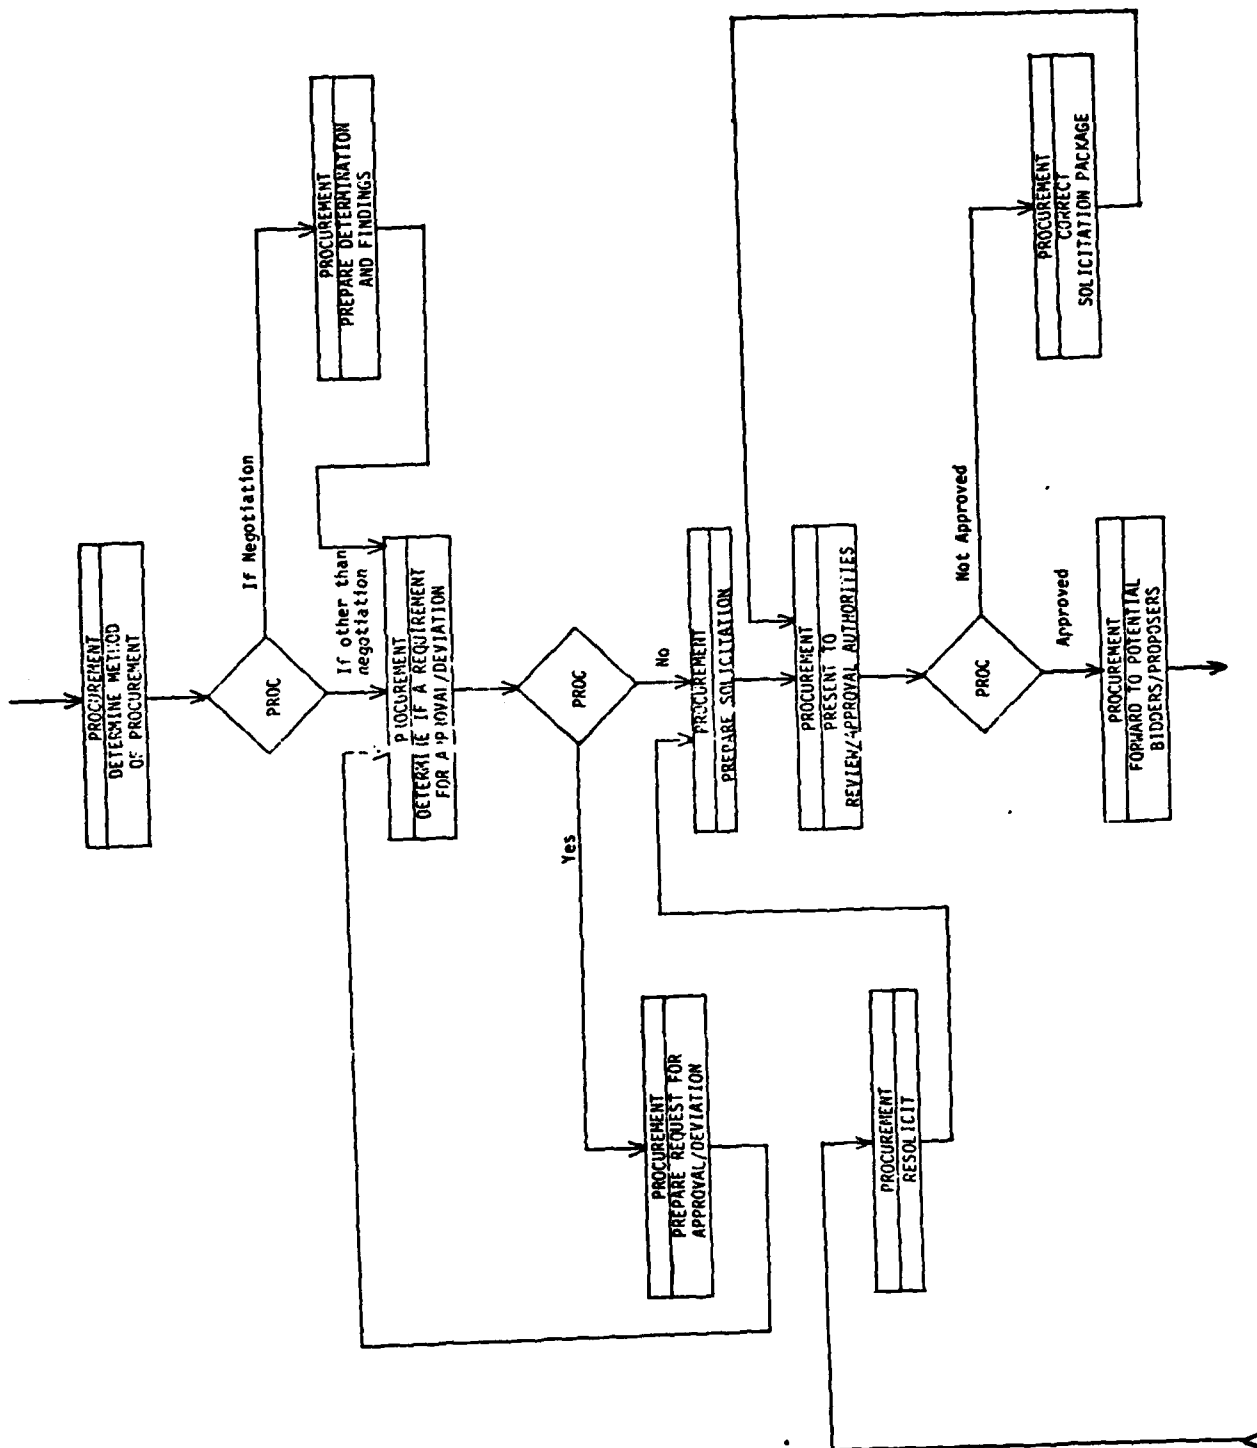 PROCUREMENT
DETERMINE METHOD
OF PROCUREMENT
PROC
If Negotiation
PROCUREMENT
PREPARE DETERMINATION
AND FINDINGS
If other than
negotiation
PROCUREMENT
DETERMINE IF A REQUIREMENT
FOR APPROVAL/DEVIATION
PROC
Yes
No
PROCUREMENT
PREPARE REQUEST FOR
APPROVAL/DEVIATION
PROCUREMENT
PREPARE SOLICITATION
PROCUREMENT
RESOLICIT
PROCUREMENT
PRESENT TO
REVIEW/APPROVAL AUTHORITIES
PROC
Not Approved
PROCUREMENT
CORRECT
SOLICITATION PACKAGE
Approved
PROCUREMENT
FORWARD TO POTENTIAL
BIDDERS/PROPOSERS